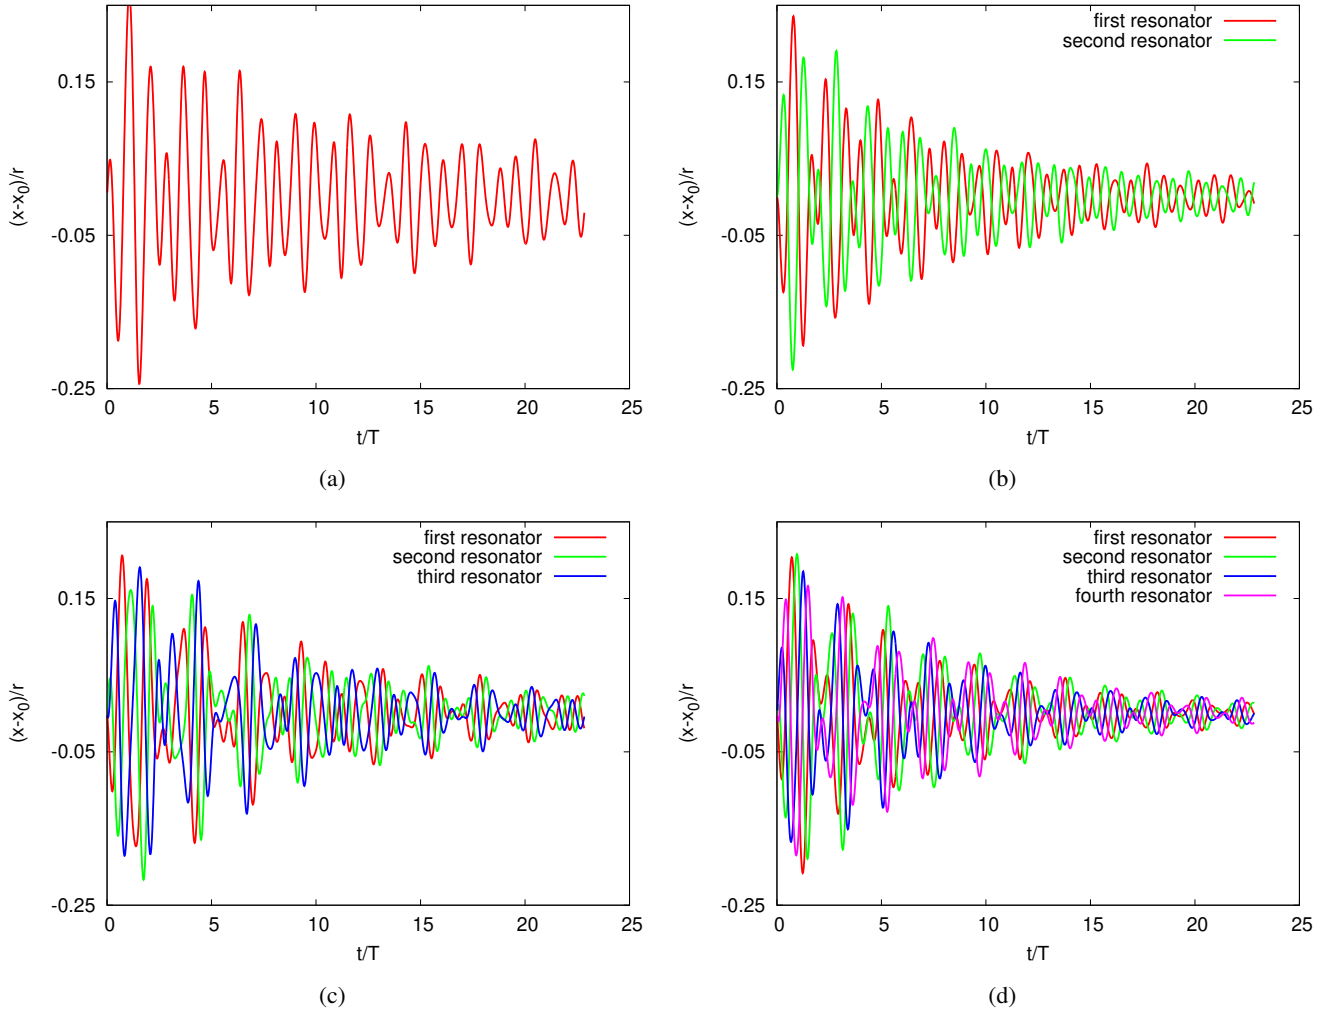 0.15
-0.05
-0.25
(x-x0)/r
0 5 10 15 20 25
t/T
(a)
first resonator
second resonator
0.15
-0.05
-0.25
(x-x0)/r
0 5 10 15 20 25
t/T
(b)
first resonator
second resonator
third resonator
0.15
-0.05
-0.25
(x-x0)/r
0 5 10 15 20 25
t/T
(c)
first resonator
second resonator
third resonator
fourth resonator
0.15
-0.05
-0.25
(x-x0)/r
0 5 10 15 20 25
t/T
(d)